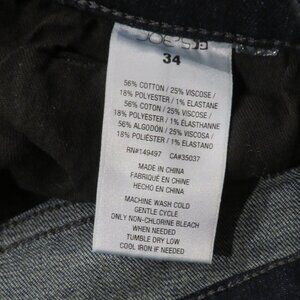 34
56% COTTON / 25% VISCOSE /
18% POLYESTER / 1% ELASTANE
56% COTON / 25% VISCOSE /
18% POLYESTER / 1% ÉLASTHANNE
56% ALGODÓN / 25% VISCOSA /
18% POLIÉSTER / 1% ELASTANO
RN#149497 CA#35037
MADE IN CHINA
FABRIQUÉ EN CHINE
HECHO EN CHINA
MACHINE WASH COLD
GENTLE CYCLE
ONLY NON-CHLORINE BLEACH
WHEN NEEDED
TUMBLE DRY LOW
COOL IRON IF NEEDED